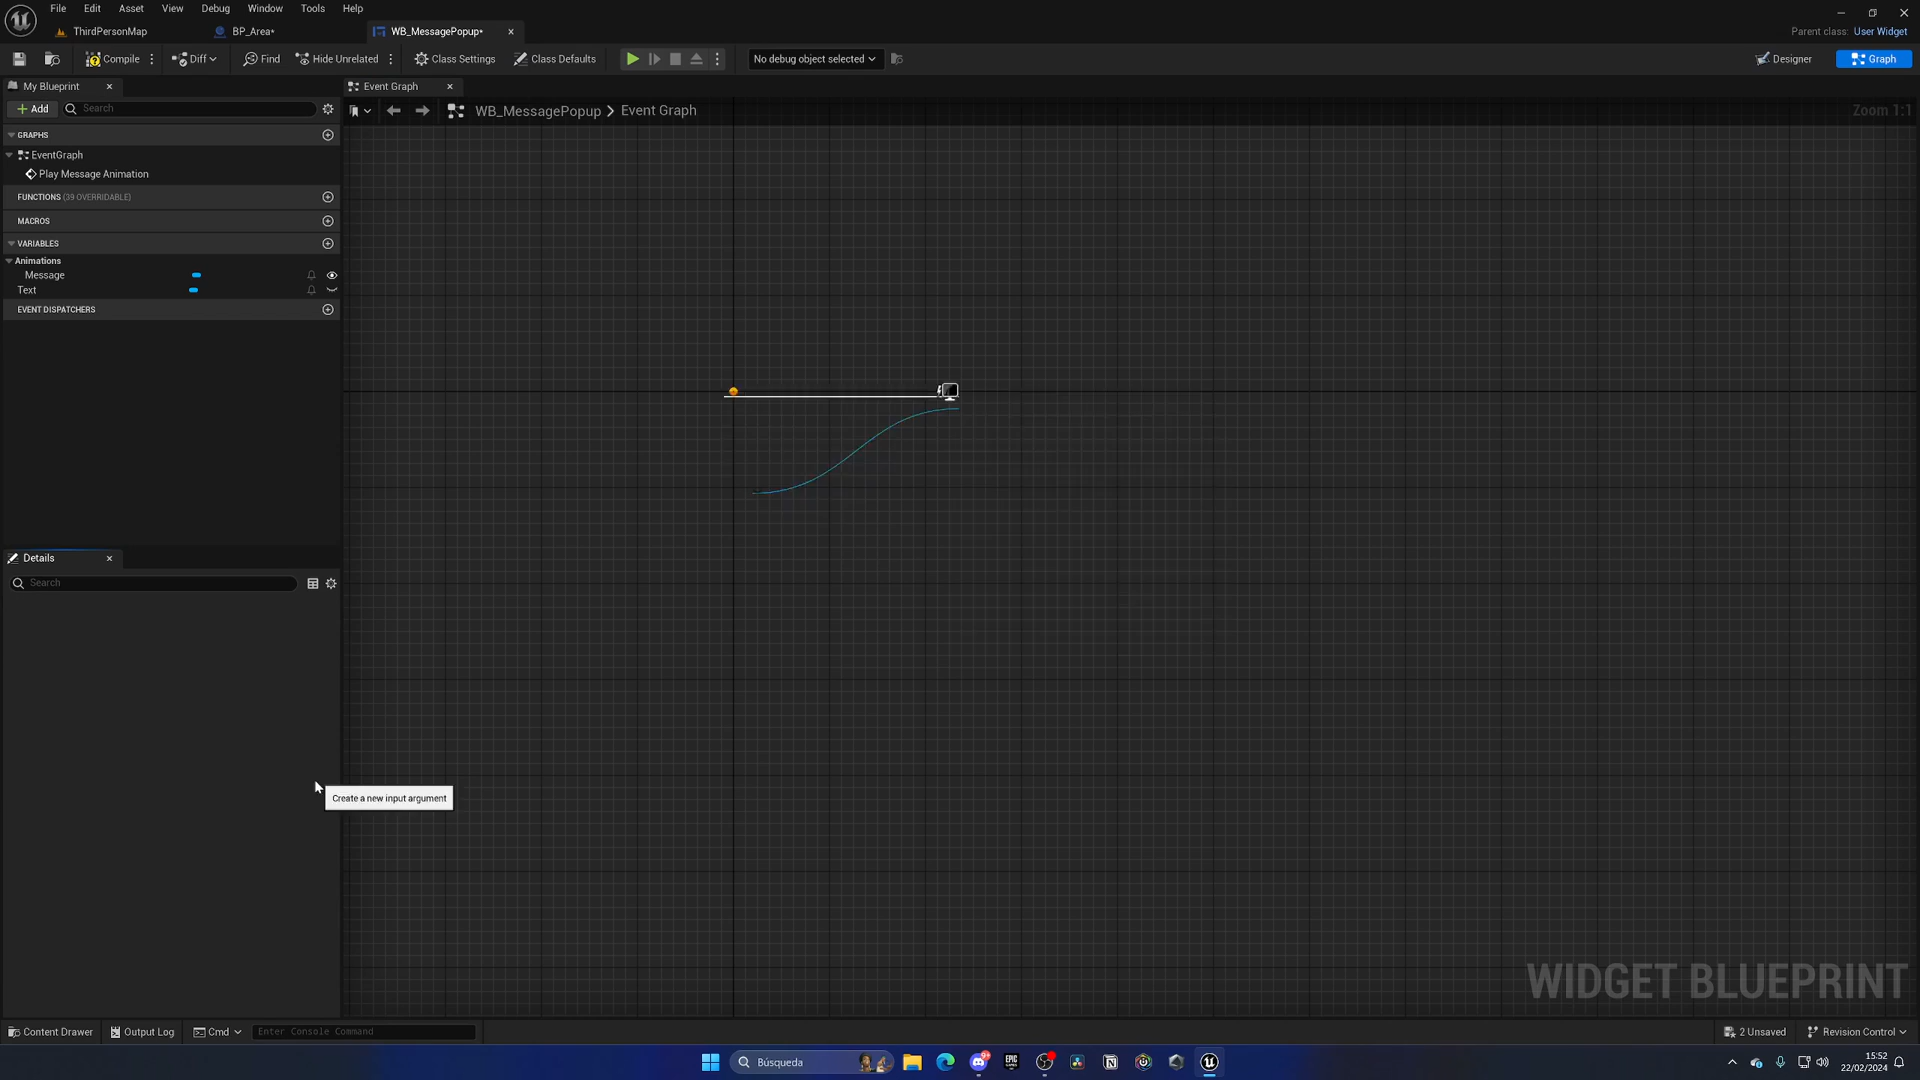 File Edit Asset View Debug Window Tools Help
ThirdPersonMap BP_Area* WB_MessagePopup* Parent class: User Widget
Compile Diff Find Hide Unrelated Class Settings Class Defaults No debug object selected Designer Graph
My Blueprint Event Graph
Add Search WB_MessagePopup > Event Graph Zoom 1:1
GRAPHS
EventGraph
Play Message Animation
FUNCTIONS (39 OVERRIDABLE)
MACROS
VARIABLES
Animations
Message
Text
EVENT DISPATCHERS
Details
Search
Create a new input argument
WIDGET BLUEPRINT
Content Drawer Output Log Cmd Enter Console Command 2 Unsaved Revision Control
Búsqueda 15:52
22/02/2024